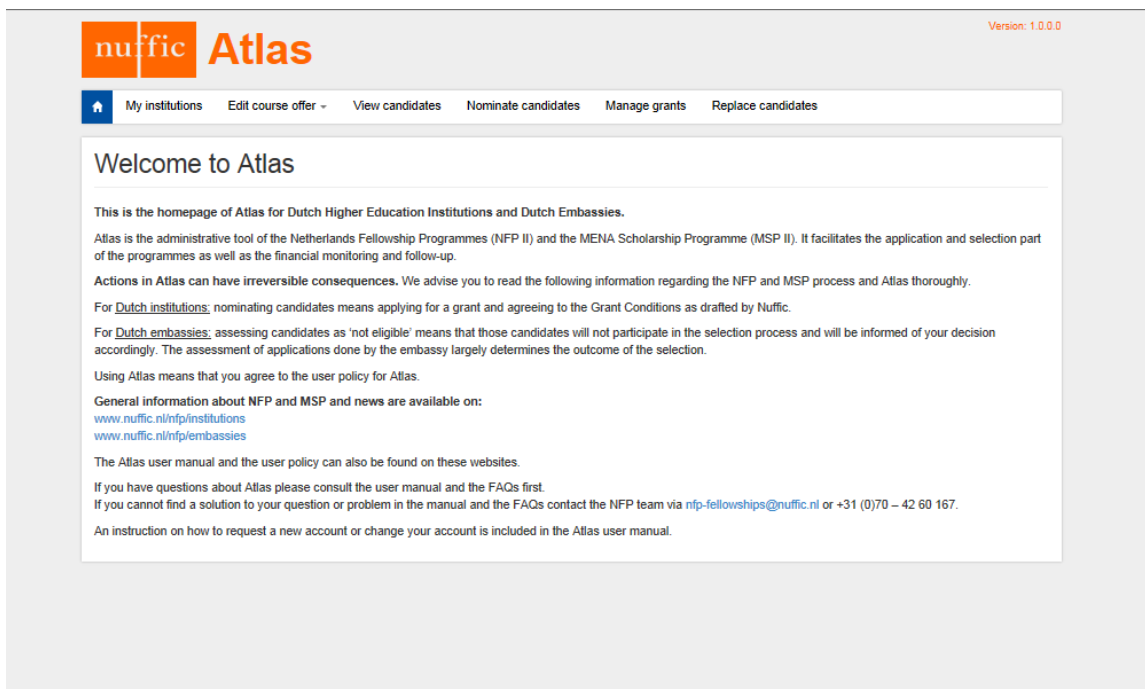 Version: 1.0.0.0
nuffic Atlas
My institutions Edit course offer View candidates Nominate candidates Manage grants Replace candidates
Welcome to Atlas
This is the homepage of Atlas for Dutch Higher Education Institutions and Dutch Embassies.
Atlas is the administrative tool of the Netherlands Fellowship Programmes (NFP II) and the MENA Scholarship Programme (MSP II). It facilitates the application and selection part
of the programmes as well as the financial monitoring and follow-up.
Actions in Atlas can have irreversible consequences. We advise you to read the following information regarding the NFP and MSP process and Atlas thoroughly.
For Dutch institutions: nominating candidates means applying for a grant and agreeing to the Grant Conditions as drafted by Nuffic.
For Dutch embassies: assessing candidates as 'not eligible' means that those candidates will not participate in the selection process and will be informed of your decision
accordingly. The assessment of applications done by the embassy largely determines the outcome of the selection.
Using Atlas means that you agree to the user policy for Atlas.
General information about NFP and MSP and news are available on:
www.nuffic.nl/nfp/institutions
www.nuffic.nl/nfp/embassies
The Atlas user manual and the user policy can also be found on these websites.
If you have questions about Atlas please consult the user manual and the FAQs first.
If you cannot find a solution to your question or problem in the manual and the FAQs contact the NFP team via nfp-fellowships@nuffic.nl or +31 (0)70 – 42 60 167.
An instruction on how to request a new account or change your account is included in the Atlas user manual.